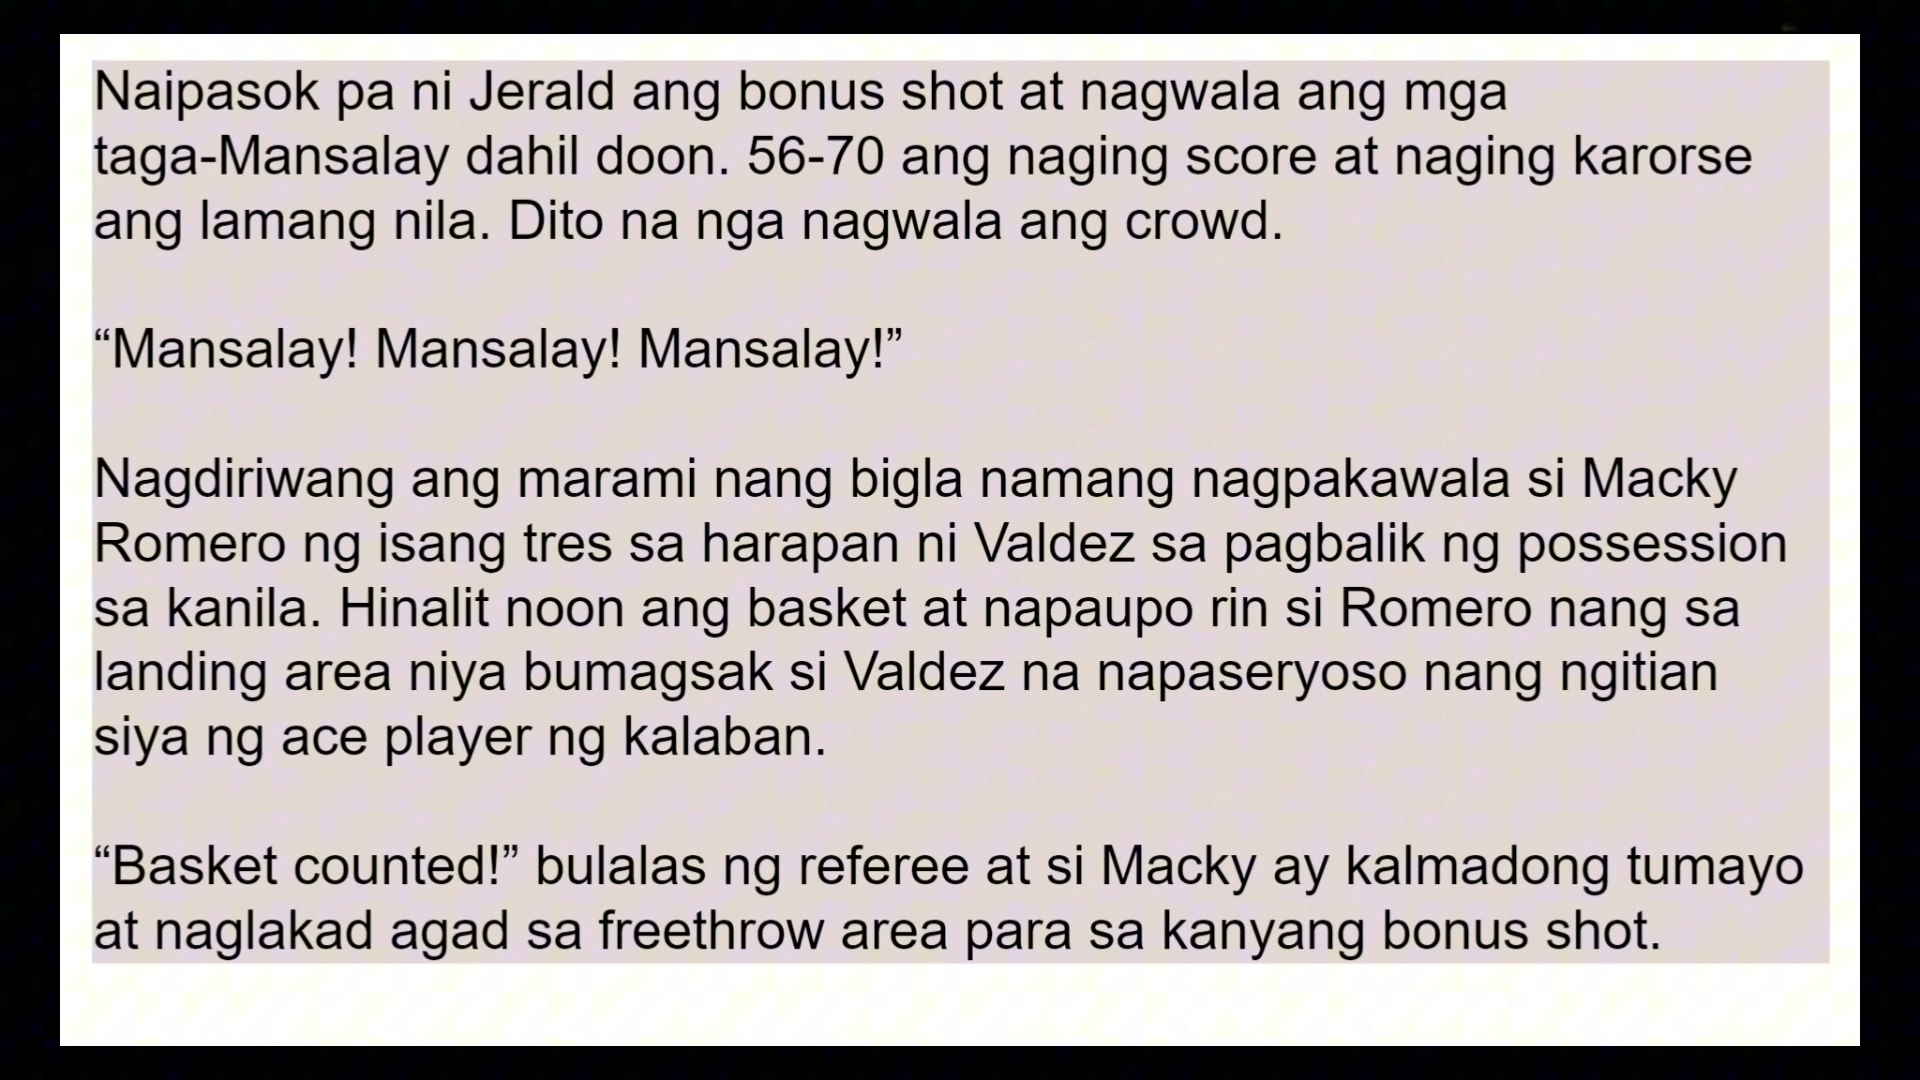 Naipasok pa ni Jerald ang bonus shot at nagwala ang mga
taga-Mansalay dahil doon. 56-70 ang naging score at naging karorse
ang lamang nila. Dito na nga nagwala ang crowd.
“Mansalay! Mansalay! Mansalay!”
Nagdiriwang ang marami nang bigla namang nagpakawala si Macky
Romero ng isang tres sa harapan ni Valdez sa pagbalik ng possession
sa kanila. Hinalit noon ang basket at napaupo rin si Romero nang sa
landing area niya bumagsak si Valdez na napaseryoso nang ngitian
siya ng ace player ng kalaban.
“Basket counted!” bulalas ng referee at si Macky ay kalmadong tumayo
at naglakad agad sa freethrow area para sa kanyang bonus shot.